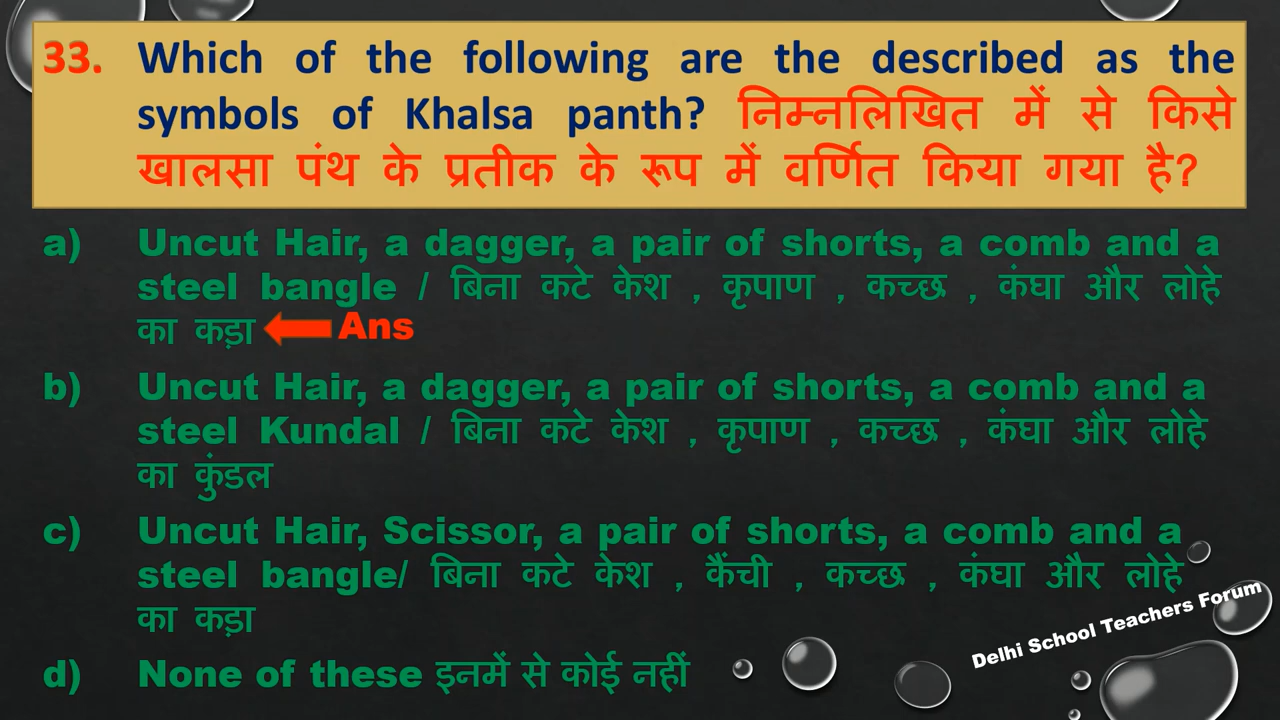 33. Which of the following are the described as the
symbols of Khalsa panth? निम्नलिखित में से किसे
खालसा पंथ के प्रतीक के रूप में वर्णित किया गया है?
a) Uncut Hair, a dagger, a pair of shorts, a comb and a
steel bangle / बिना कटे केश , कृपाण , कच्छ , कंघा और लोहे
का कड़ा Ans
b) Uncut Hair, a dagger, a pair of shorts, a comb and a
steel Kundal / बिना कटे केश , कृपाण , कच्छ , कंघा और लोहे
का कुंडल
c) Uncut Hair, Scissor, a pair of shorts, a comb and a
steel bangle/ बिना कटे केश , कैंची , कच्छ , कंघा और लोहे
का कड़ा
d) None of these इनमें से कोई नहीं
Delhi School Teachers Forum